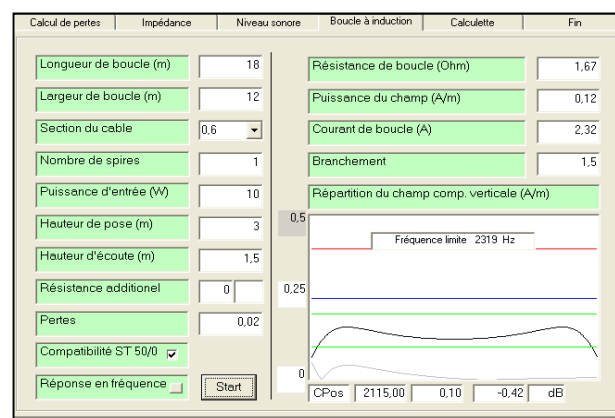 Calcul de pertes Impédance Niveau sonore Boucle à induction Calculette Fin
Longueur de boucle (m) 18
Largeur de boucle (m) 12
Section du cable 0,6
Nombre de spires 1
Puissance d'entrée (W) 10
Hauteur de pose (m) 3
Hauteur d'écoute (m) 1,5
Résistance additionel 0
Pertes 0,02
Compatibilité ST 50/0
Réponse en fréquence Start
Résistance de boucle (Ohm) 1,67
Puissance du champ (A/m) 0,12
Courant de boucle (A) 2,32
Branchement 1,5
Répartition du champ comp. verticale (A/m)
0,5
Fréquence limite 2319 Hz
0,25
0
CPos 2115,00 0,10 -0,42 dB